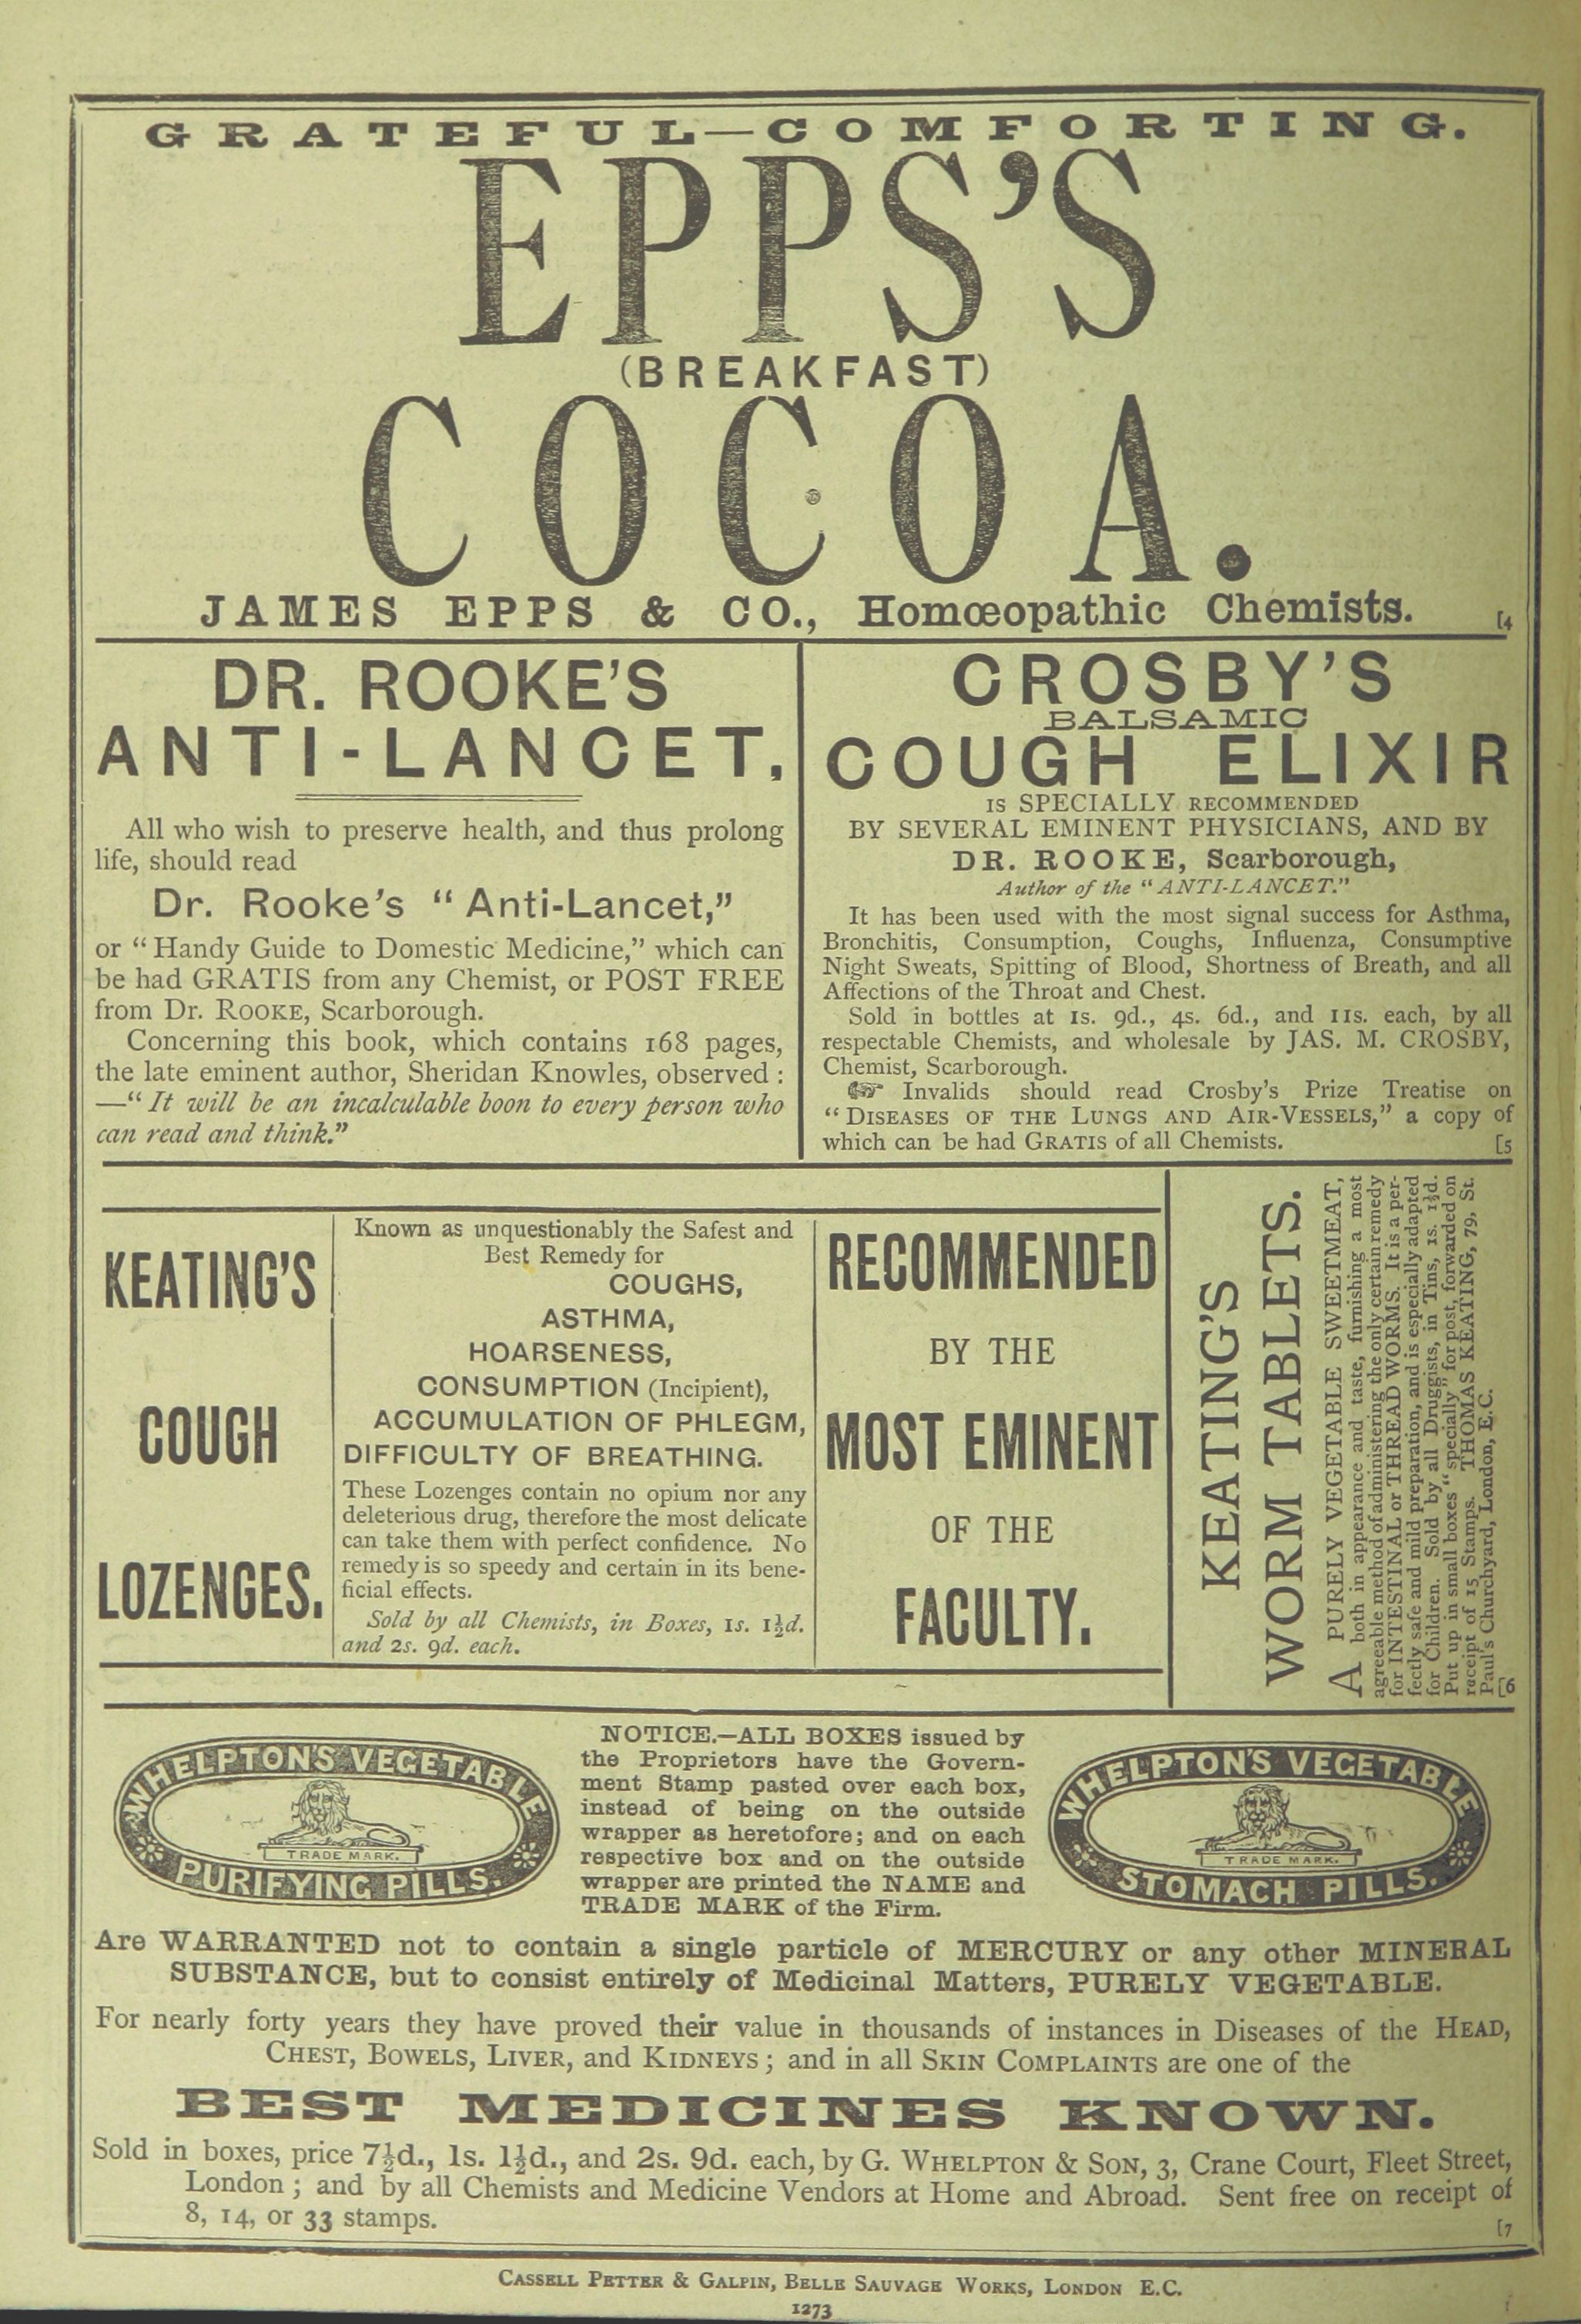 GRATEFUL—COMFORTING.
EPPS'S
(BREAKFAST)
COCOA.
JAMES EPPS & CO., Homœopathic Chemists.
[4
DR. ROOKE'S
ANTI-LANCET.
All who wish to preserve health, and thus prolong
life, should read
Dr. Rooke's "Anti-Lancet,"
or "Handy Guide to Domestic Medicine," which can
be had GRATIS from any Chemist, or POST FREE
from Dr. ROOKE, Scarborough.
Concerning this book, which contains 168 pages,
the late eminent author, Sheridan Knowles, observed :
—"It will be an incalculable boon to every person who
can read and think."
CROSBY'S
BALSAMIC
COUGH ELIXIR
IS SPECIALLY RECOMMENDED
BY SEVERAL EMINENT PHYSICIANS, AND BY
DR. ROOKE, Scarborough,
Author of the "ANTI-LANCET."
It has been used with the most signal success for Asthma,
Bronchitis, Consumption, Coughs, Influenza, Consumptive
Night Sweats, Spitting of Blood, Shortness of Breath, and all
Affections of the Throat and Chest.
Sold in bottles at 1s. 9d., 4s. 6d., and 11s. each, by all
respectable Chemists, and wholesale by JAS. M. CROSBY,
Chemist, Scarborough.
☞ Invalids should read Crosby's Prize Treatise on
"DISEASES OF THE LUNGS AND AIR-VESSELS," a copy of
which can be had GRATIS of all Chemists.
[5
KEATING'S
COUGH
LOZENGES.
Known as unquestionably the Safest and
Best Remedy for
COUGHS,
ASTHMA,
HOARSENESS,
CONSUMPTION (Incipient),
ACCUMULATION OF PHLEGM,
DIFFICULTY OF BREATHING.
These Lozenges contain no opium nor any
deleterious drug, therefore the most delicate
can take them with perfect confidence. No
remedy is so speedy and certain in its bene-
ficial effects.
Sold by all Chemists, in Boxes, 1s. 1½d.
and 2s. 9d. each.
RECOMMENDED
BY THE
MOST EMINENT
OF THE
FACULTY.
KEATING'S
WORM TABLETS.
A PURELY VEGETABLE SWEETMEAT,
both in appearance and taste, furnishing a most
agreeable method of administering the only certain remedy
for INTESTINAL or THREAD WORMS. It is a per-
fectly safe and mild preparation, and is especially adapted
for Children. Sold by all Druggists, in Tins, 1s. 1½d.
Put up in small boxes "specially" for post, forwarded on
receipt of 15 Stamps. THOMAS KEATING, 79, St.
Paul's Churchyard, London, E.C.
[6
WHELPTON'S VEGETABLE
TRADE MARK.
PURIFYING PILLS.
NOTICE.—ALL BOXES issued by
the Proprietors have the Govern-
ment Stamp pasted over each box,
instead of being on the outside
wrapper as heretofore; and on each
respective box and on the outside
wrapper are printed the NAME and
TRADE MARK of the Firm.
WHELPTON'S VEGETABLE
TRADE MARK.
STOMACH PILLS.
Are WARRANTED not to contain a single particle of MERCURY or any other MINERAL
SUBSTANCE, but to consist entirely of Medicinal Matters, PURELY VEGETABLE.
For nearly forty years they have proved their value in thousands of instances in Diseases of the HEAD,
CHEST, BOWELS, LIVER, and KIDNEYS ; and in all SKIN COMPLAINTS are one of the
BEST MEDICINES KNOWN.
Sold in boxes, price 7½d., 1s. 1½d., and 2s. 9d. each, by G. WHELPTON & SON, 3, Crane Court, Fleet Street,
London ; and by all Chemists and Medicine Vendors at Home and Abroad. Sent free on receipt of
8, 14, or 33 stamps.
[7
CASSELL PETTER & GALPIN, BELLE SAUVAGE WORKS, LONDON E.C.
1273